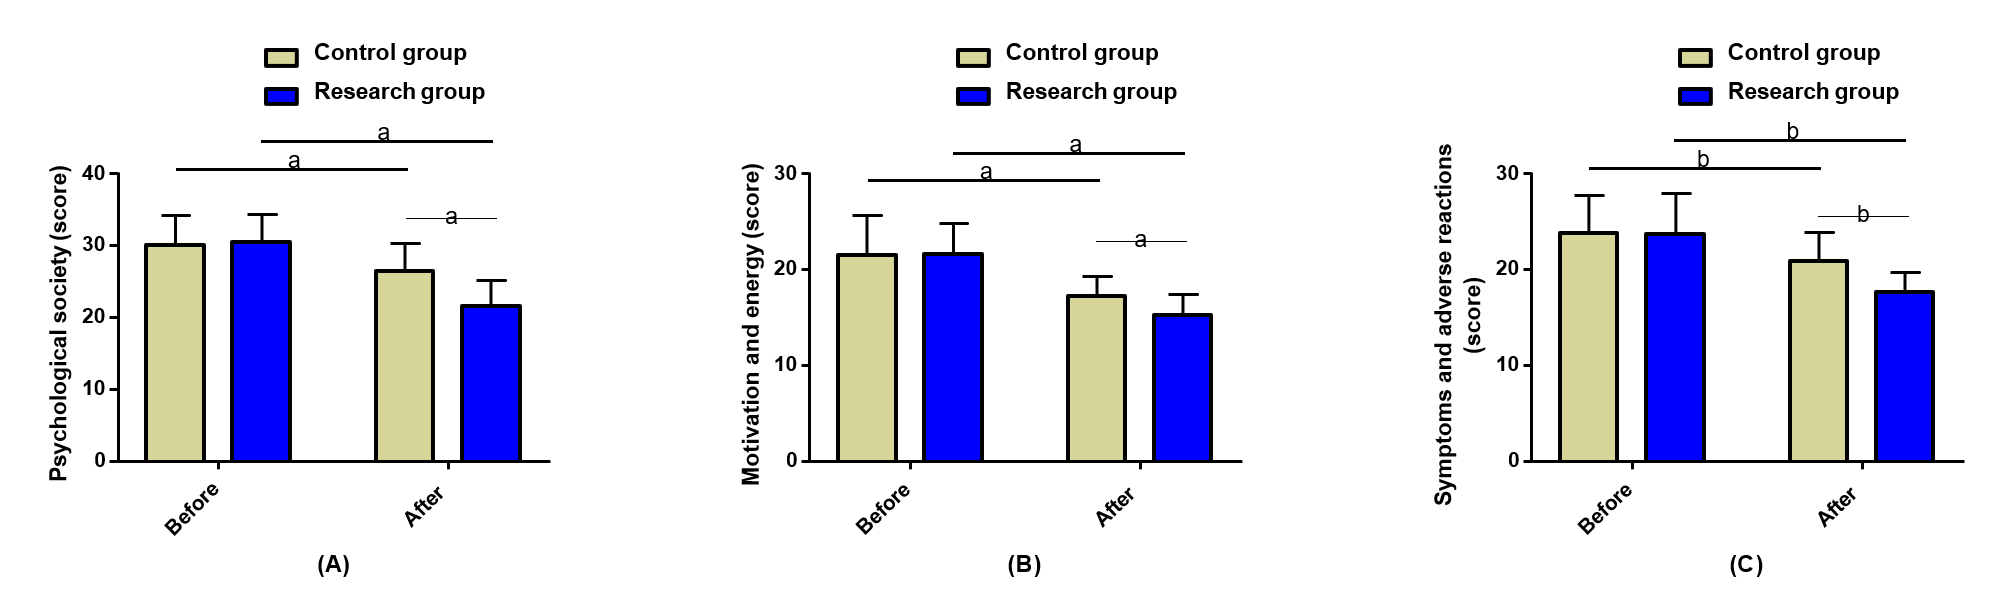 Control group
Research group
a
a
a
Psychological society (score)
40
30
20
10
0
Before
After
(A)
Control group
Research group
a
a
a
Motivation and energy (score)
30
20
10
0
Before
After
(B)
Control group
Research group
b
b
b
Symptoms and adverse reactions
(score)
30
20
10
0
Before
After
(C)